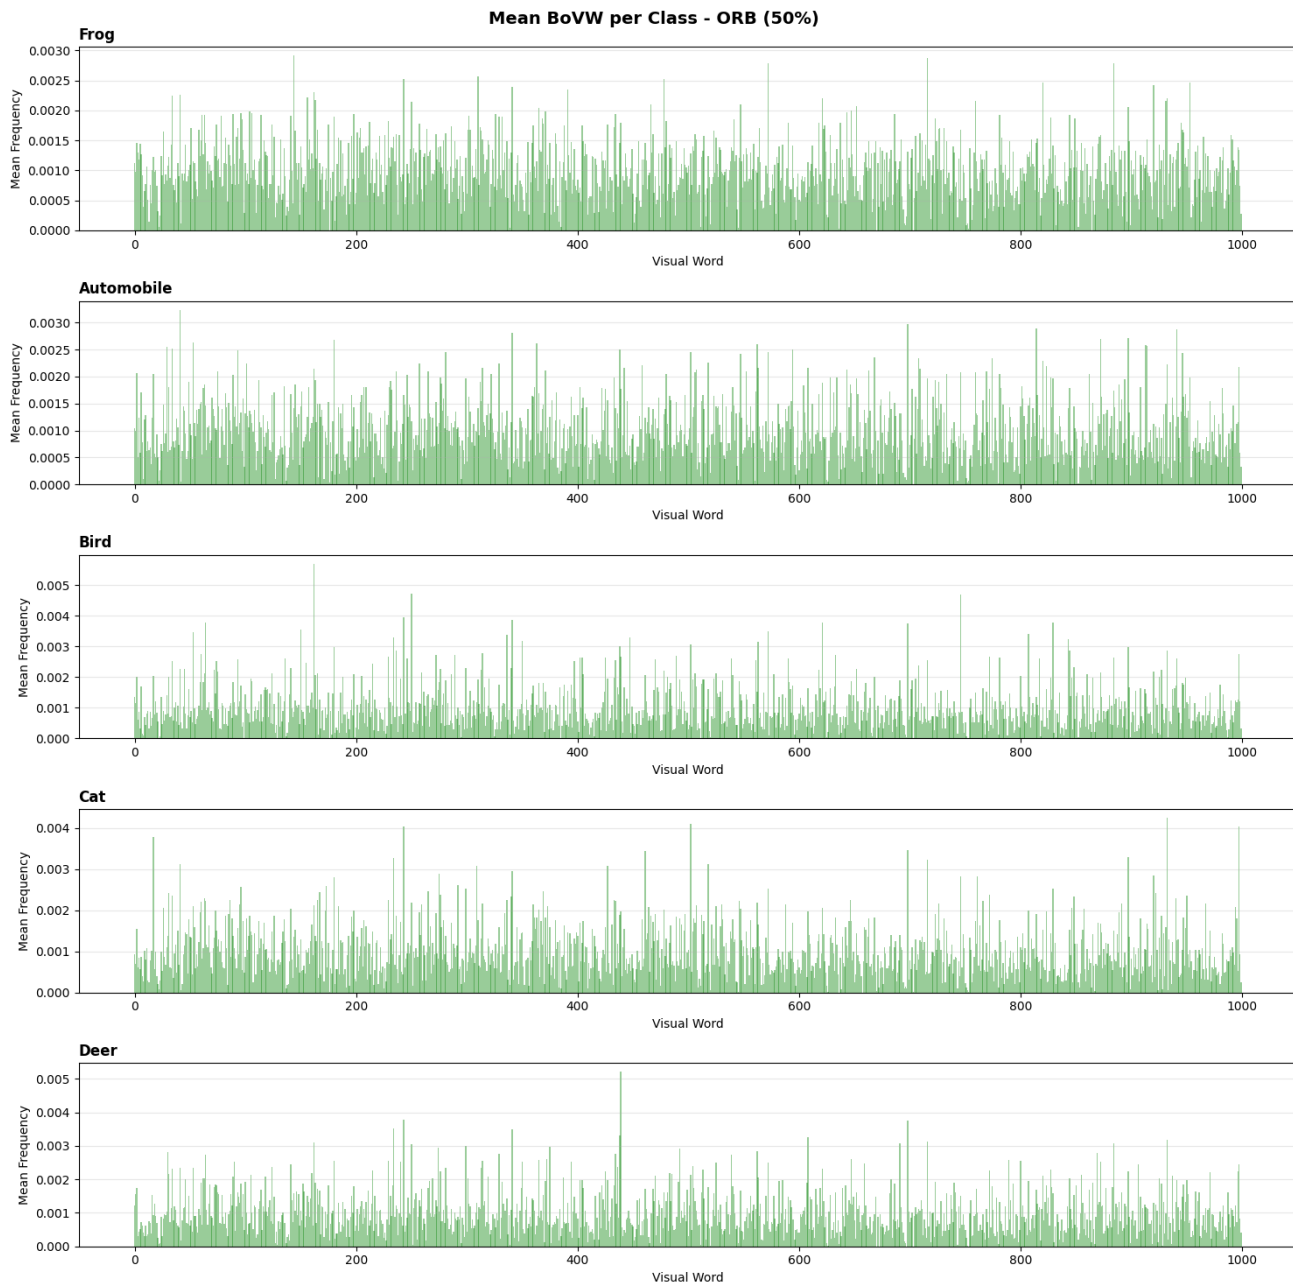 Mean BoVW per Class - ORB (50%)
Frog
0.0030
0.0025
0.0020
0.0015
0.0010
0.0005
0.0000
Mean Frequency
0 200 400 600 800 1000
Visual Word
Automobile
0.0030
0.0025
0.0020
0.0015
0.0010
0.0005
0.0000
Mean Frequency
0 200 400 600 800 1000
Visual Word
Bird
0.005
0.004
0.003
0.002
0.001
0.000
Mean Frequency
0 200 400 600 800 1000
Visual Word
Cat
0.004
0.003
0.002
0.001
0.000
Mean Frequency
0 200 400 600 800 1000
Visual Word
Deer
0.005
0.004
0.003
0.002
0.001
0.000
Mean Frequency
0 200 400 600 800 1000
Visual Word